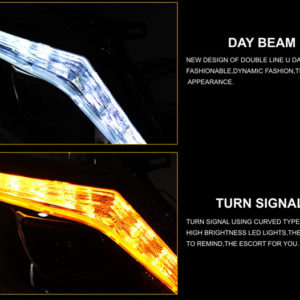 DAY BEAM
NEW DESIGN OF DOUBLE LINE U DA
FASHIONABLE,DYNAMIC FASHION,T
APPEARANCE.
TURN SIGNAL
TURN SIGNAL USING CURVED TYPE
HIGH BRIGHTNESS LED LIGHTS,THE
TO REMIND,THE ESCORT FOR YOU.